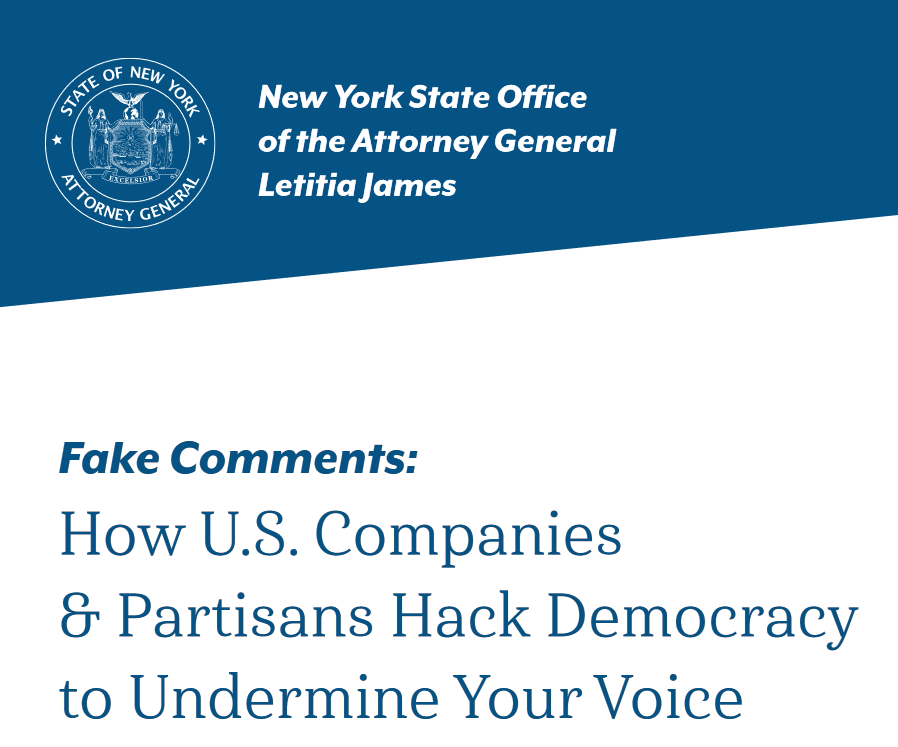 STATE OF NEW YORK
EXCELSIOR
ATTORNEY GENERAL
New York State Office
of the Attorney General
Letitia James
Fake Comments:
How U.S. Companies
& Partisans Hack Democracy
to Undermine Your Voice